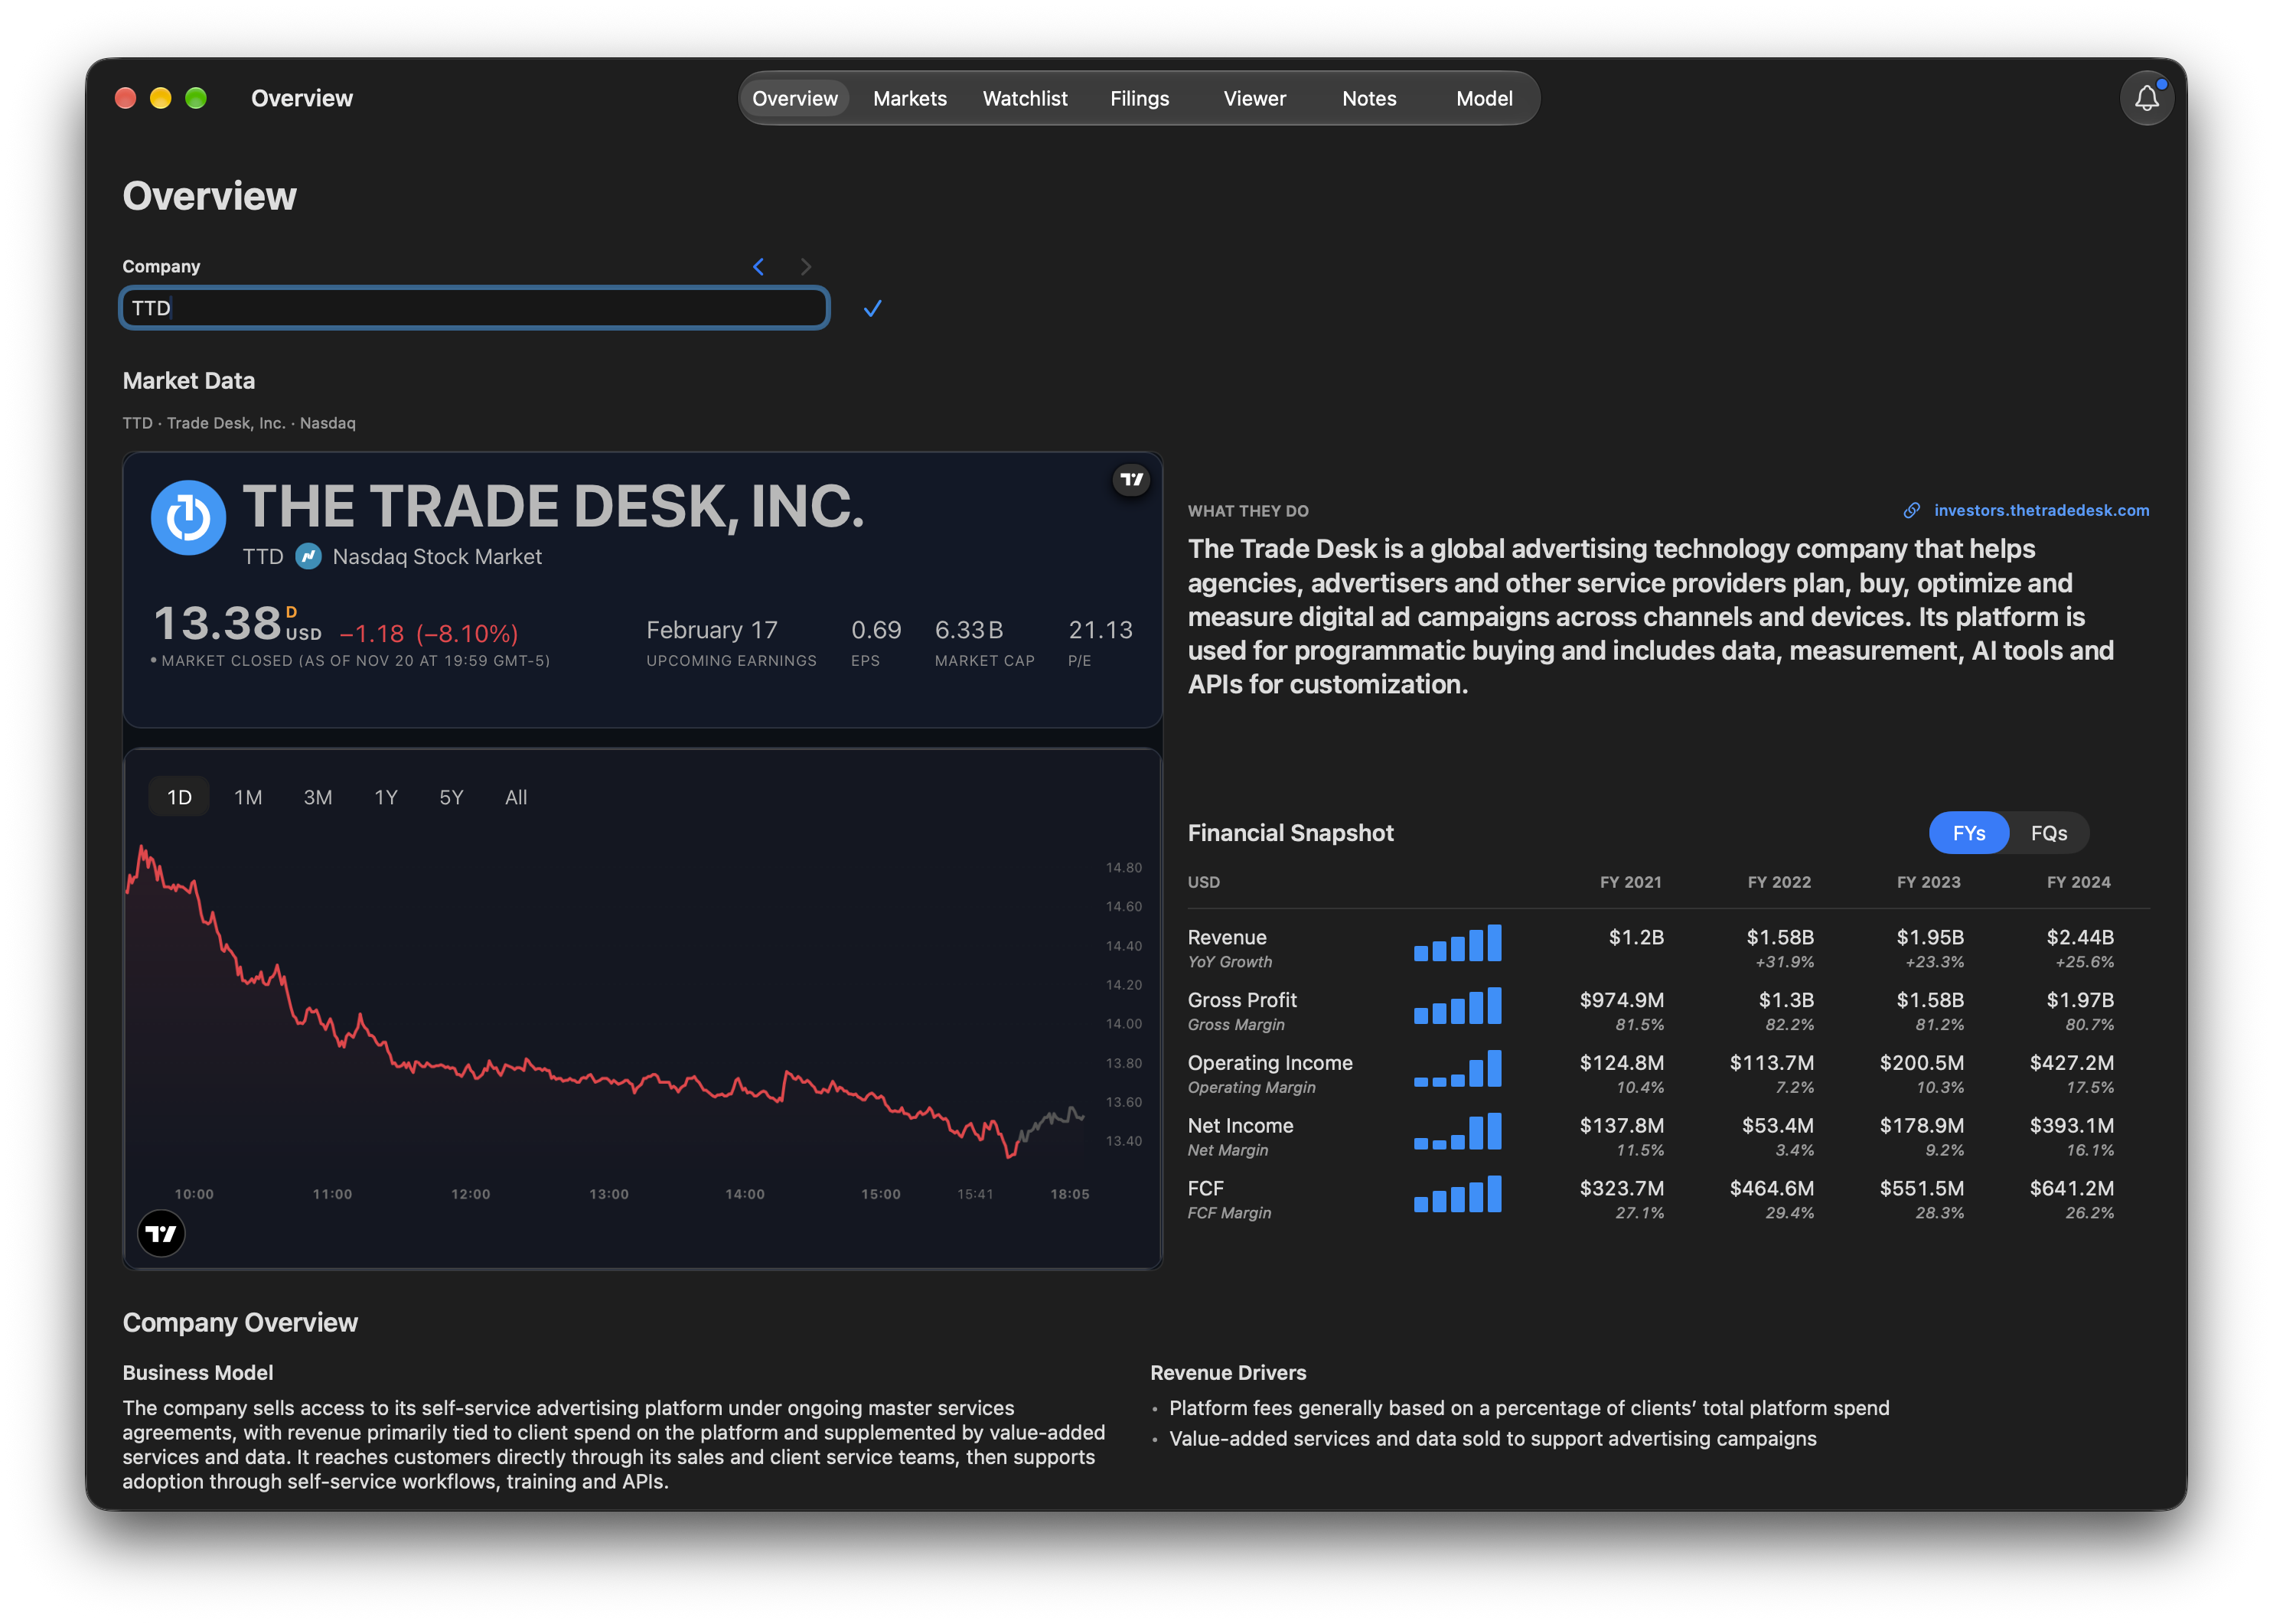 Overview
Overview Markets Watchlist Filings Viewer Notes Model
Overview
Company
TTD
Market Data
TTD · Trade Desk, Inc. · Nasdaq
THE TRADE DESK, INC.
TTD Nasdaq Stock Market
13.38 D USD −1.18 (−8.10%)
• MARKET CLOSED (AS OF NOV 20 AT 19:59 GMT-5)
February 17 0.69 6.33 B 21.13
UPCOMING EARNINGS EPS MARKET CAP P/E
1D 1M 3M 1Y 5Y All
14.80
14.60
14.40
14.20
14.00
13.80
13.60
13.40
10:00 11:00 12:00 13:00 14:00 15:00 15:41 18:05
WHAT THEY DO investors.thetradedesk.com
The Trade Desk is a global advertising technology company that helps
agencies, advertisers and other service providers plan, buy, optimize and
measure digital ad campaigns across channels and devices. Its platform is
used for programmatic buying and includes data, measurement, AI tools and
APIs for customization.
Financial Snapshot FYs FQs
USD FY 2021 FY 2022 FY 2023 FY 2024
Revenue $1.2B $1.58B $1.95B $2.44B
YoY Growth +31.9% +23.3% +25.6%
Gross Profit $974.9M $1.3B $1.58B $1.97B
Gross Margin 81.5% 82.2% 81.2% 80.7%
Operating Income $124.8M $113.7M $200.5M $427.2M
Operating Margin 10.4% 7.2% 10.3% 17.5%
Net Income $137.8M $53.4M $178.9M $393.1M
Net Margin 11.5% 3.4% 9.2% 16.1%
FCF $323.7M $464.6M $551.5M $641.2M
FCF Margin 27.1% 29.4% 28.3% 26.2%
Company Overview
Business Model
The company sells access to its self-service advertising platform under ongoing master services
agreements, with revenue primarily tied to client spend on the platform and supplemented by value-added
services and data. It reaches customers directly through its sales and client service teams, then supports
adoption through self-service workflows, training and APIs.
Revenue Drivers
• Platform fees generally based on a percentage of clients’ total platform spend
• Value-added services and data sold to support advertising campaigns